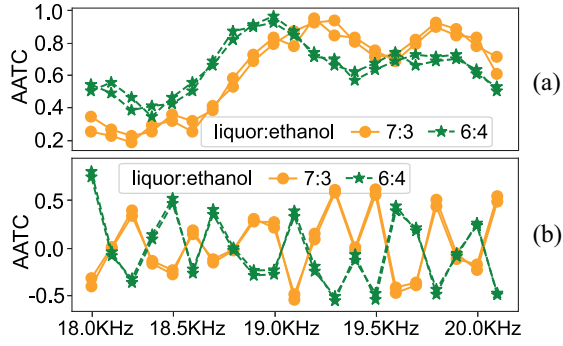 1.0
0.8
0.6
0.4
0.2
AATC
liquor:ethanol 7:3 6:4
(a)
liquor:ethanol 7:3 6:4
0.5
0.0
-0.5
AATC
(b)
18.0KHz 18.5KHz 19.0KHz 19.5KHz 20.0KHz